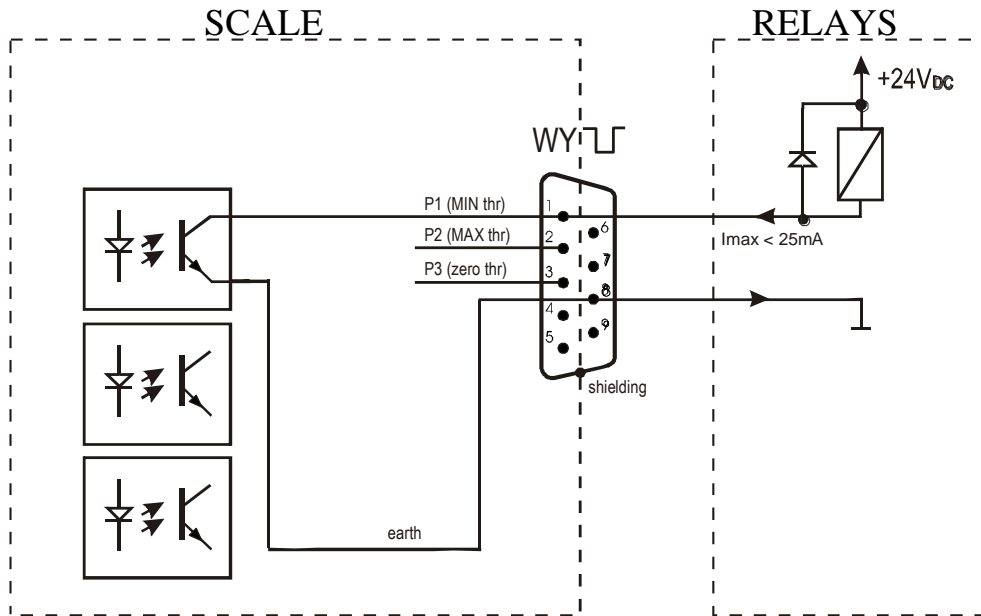 SCALE
RELAYS
+24VDC
WY
P1 (MIN thr)
P2 (MAX thr)
P3 (zero thr)
1
2
3
4
5
6
7
8
9
Imax < 25mA
shielding
earth